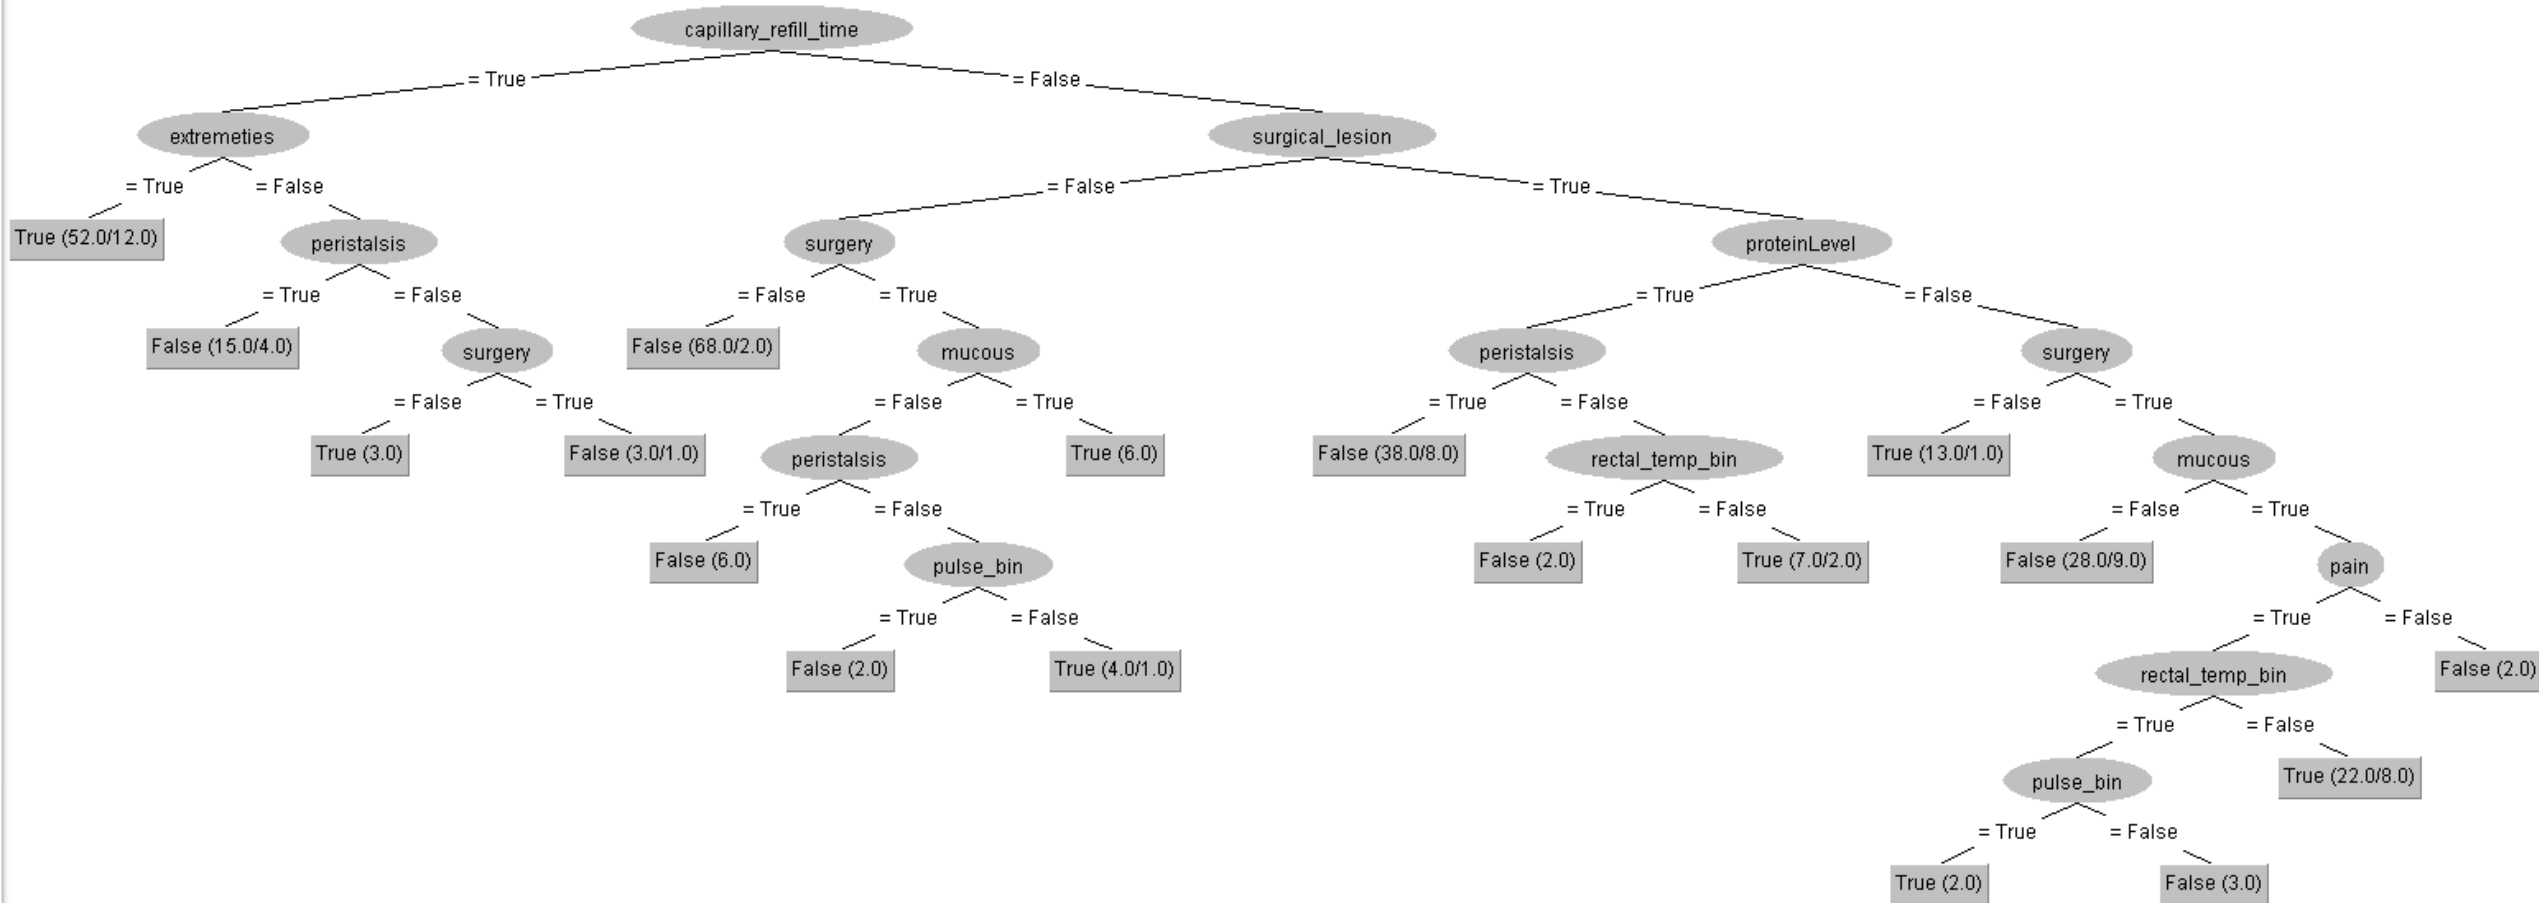 capillary_refill_time
= True
= False
extremeties
surgical_lesion
= True
= False
= False
= True
True (52.0/12.0)
peristalsis
surgery
proteinLevel
= True
= False
= False
= True
= True
= False
False (15.0/4.0)
surgery
False (68.0/2.0)
mucous
peristalsis
surgery
= False
= True
= False
= True
= True
= False
= False
= True
True (3.0)
False (3.0/1.0)
peristalsis
True (6.0)
False (38.0/8.0)
rectal_temp_bin
True (13.0/1.0)
mucous
= True
= False
= True
= False
= False
= True
False (6.0)
pulse_bin
False (2.0)
True (7.0/2.0)
False (28.0/9.0)
pain
= True
= False
= True
= False
False (2.0)
True (4.0/1.0)
rectal_temp_bin
False (2.0)
= True
= False
pulse_bin
True (22.0/8.0)
= True
= False
True (2.0)
False (3.0)